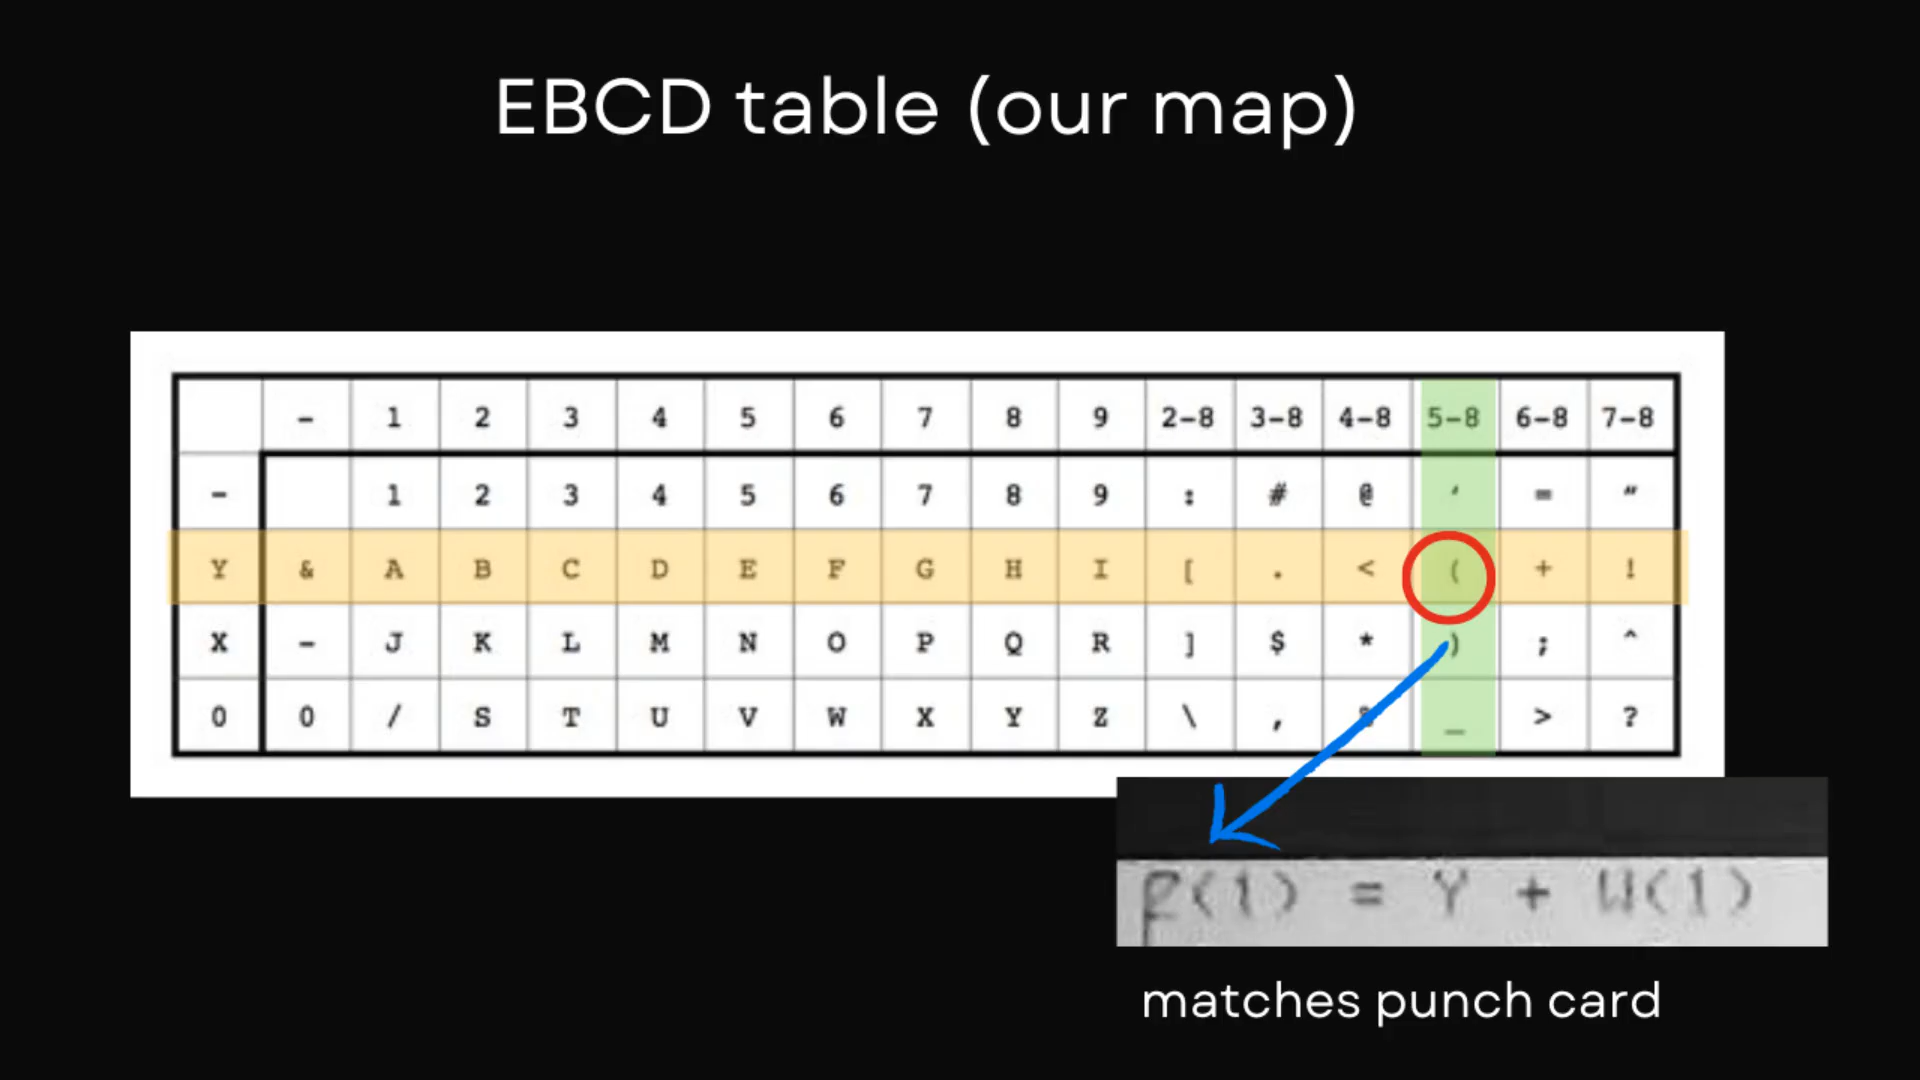 EBCD table (our map)
- 1 2 3 4 5 6 7 8 9 2-8 3-8 4-8 5-8 6-8 7-8
- 1 2 3 4 5 6 7 8 9 : # @ ‘ = “
Y & A B C D E F G H I [ . < ( + !
X - J K L M N O P Q R ] $ * ) ; ^
0 0 / S T U V W X Y Z \ , _ > ?
(1) = Y + W(1)
matches punch card